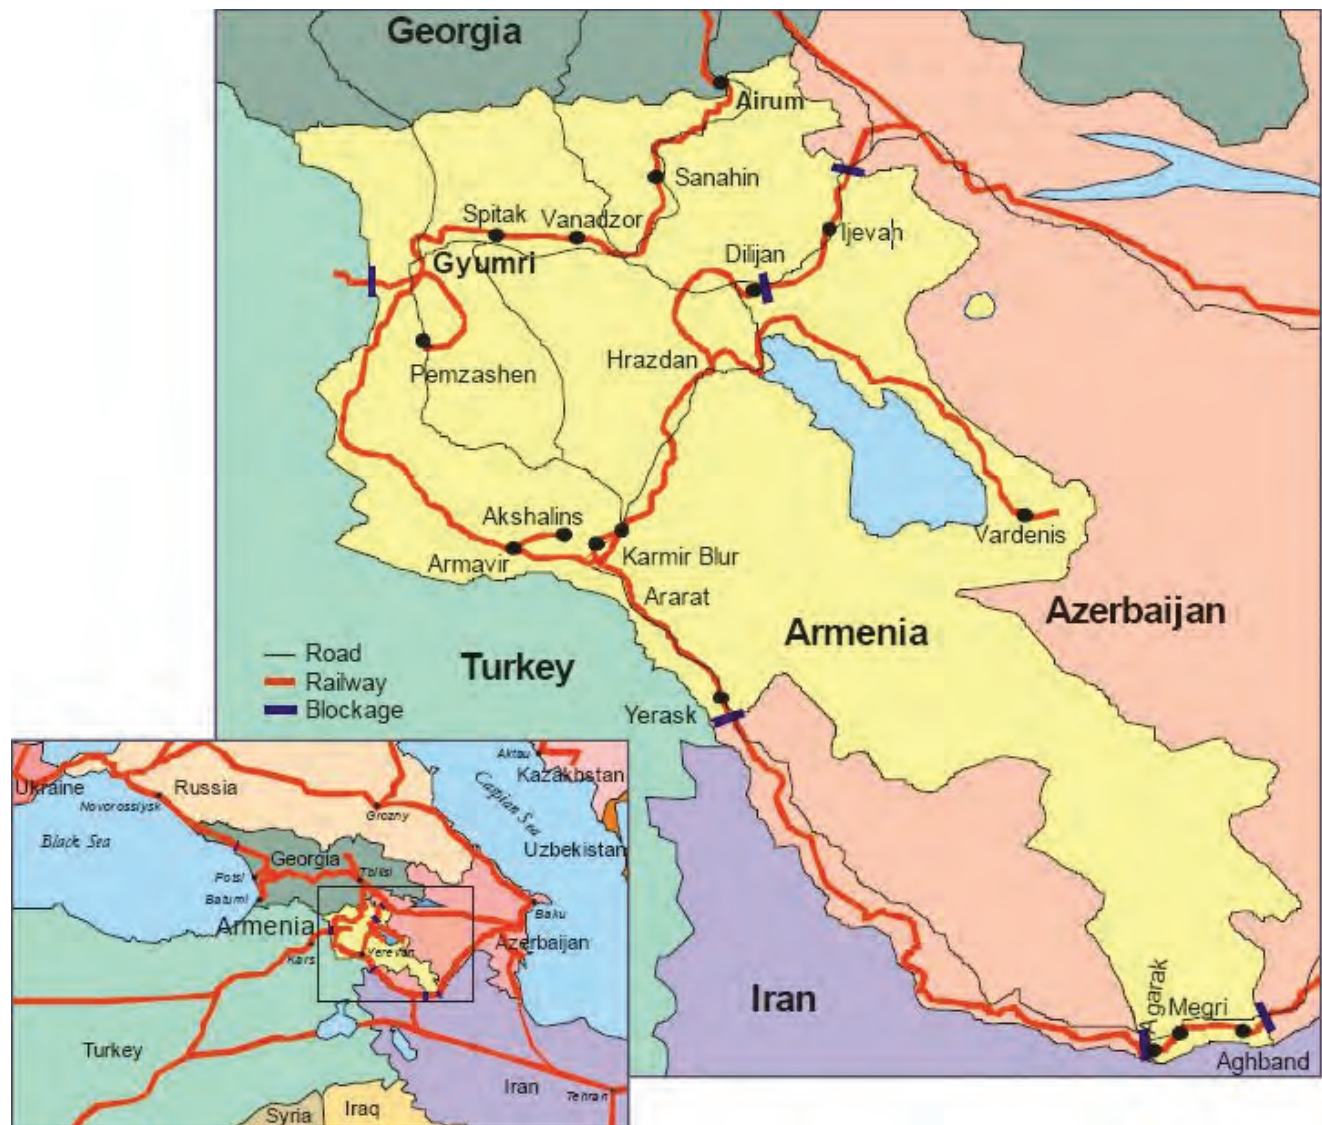 Georgia
Airum
Sanahin
Spitak
Vanadzor
Ijevah
Dilijan
Gyumri
Hrazdan
Pemzashen
Akshalins
Vardenis
Armavir
Karmir Blur
Ararat
Azerbaijan
Armenia
Road
Railway
Blockage
Turkey
Yerask
Iran
Agarak
Megri
Aghband
Aktau
Kazakhstan
Ukraine
Russia
Novorossiysk
Caspian Sea
Grozny
Black Sea
Uzbekistan
Georgia
Potsi
Tbilisi
Batumi
Baku
Armenia
Azerbaijan
Kars
Yerevan
Turkey
Iran
Tehran
Syria
Iraq